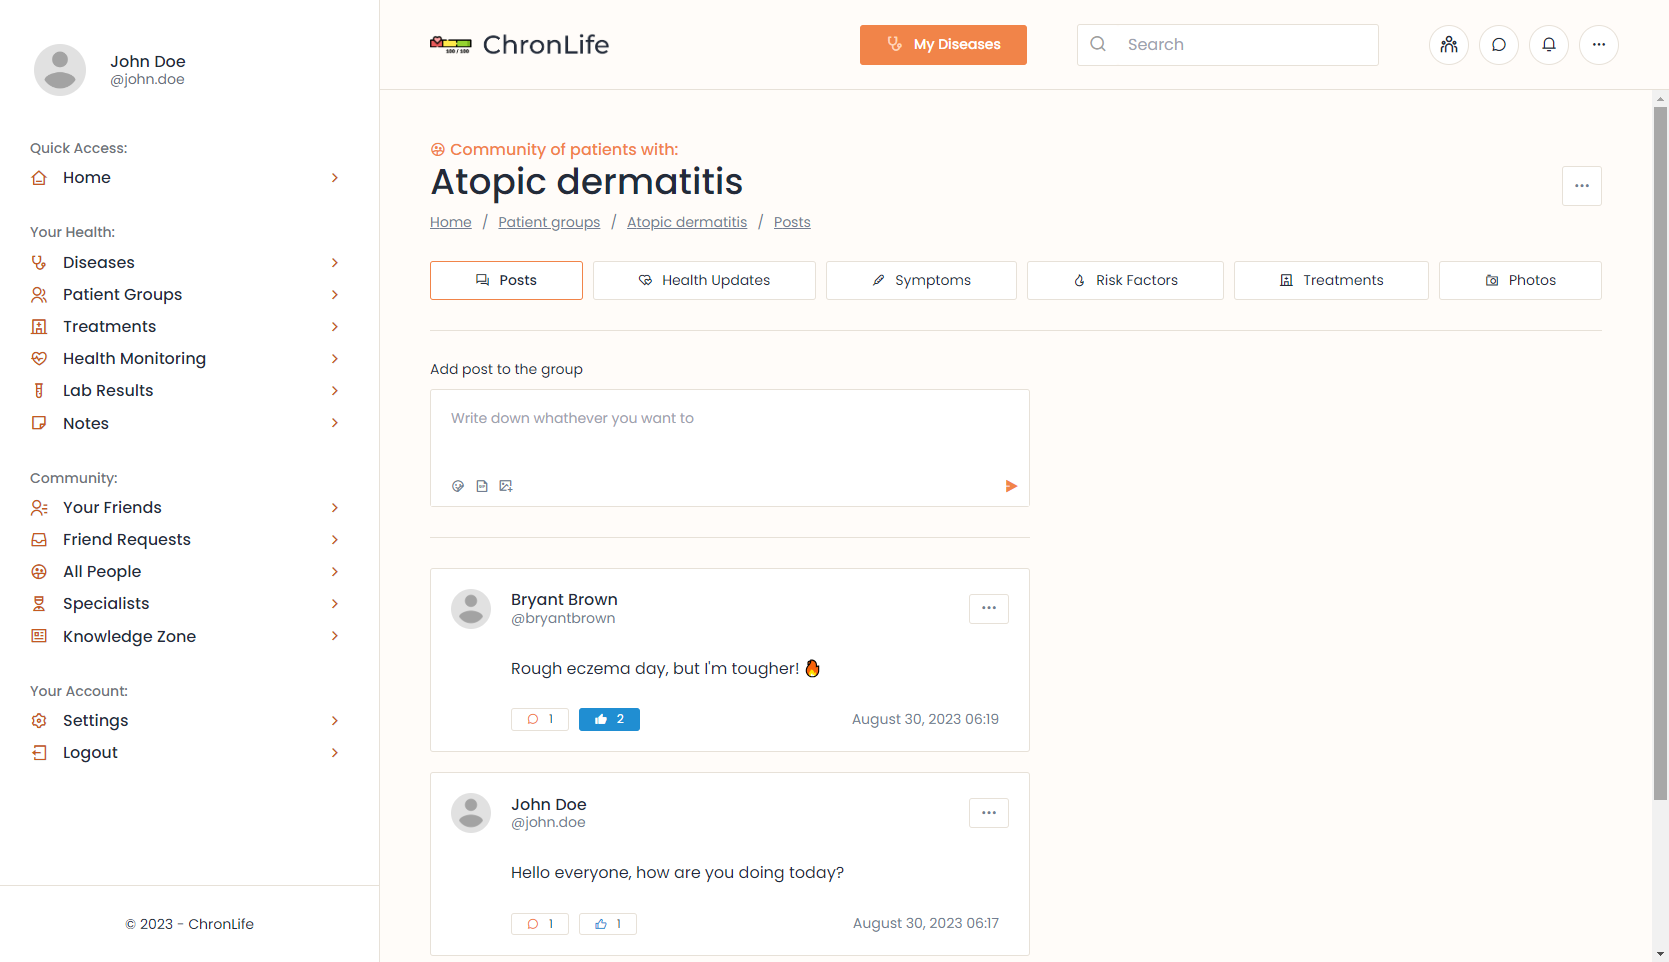 John Doe
@john.doe
Quick Access:
Home
Your Health:
Diseases
Patient Groups
Treatments
Health Monitoring
Lab Results
Notes
Community:
Your Friends
Friend Requests
All People
Specialists
Knowledge Zone
Your Account:
Settings
Logout
© 2023 - ChronLife
100 / 100
ChronLife
My Diseases
Search
Community of patients with:
Atopic dermatitis
Home / Patient groups / Atopic dermatitis / Posts
Posts
Health Updates
Symptoms
Risk Factors
Treatments
Photos
Add post to the group
Write down whathever you want to
Bryant Brown
@bryantbrown
Rough eczema day, but I'm tougher! 🔥
1
2
August 30, 2023 06:19
John Doe
@john.doe
Hello everyone, how are you doing today?
1
1
August 30, 2023 06:17